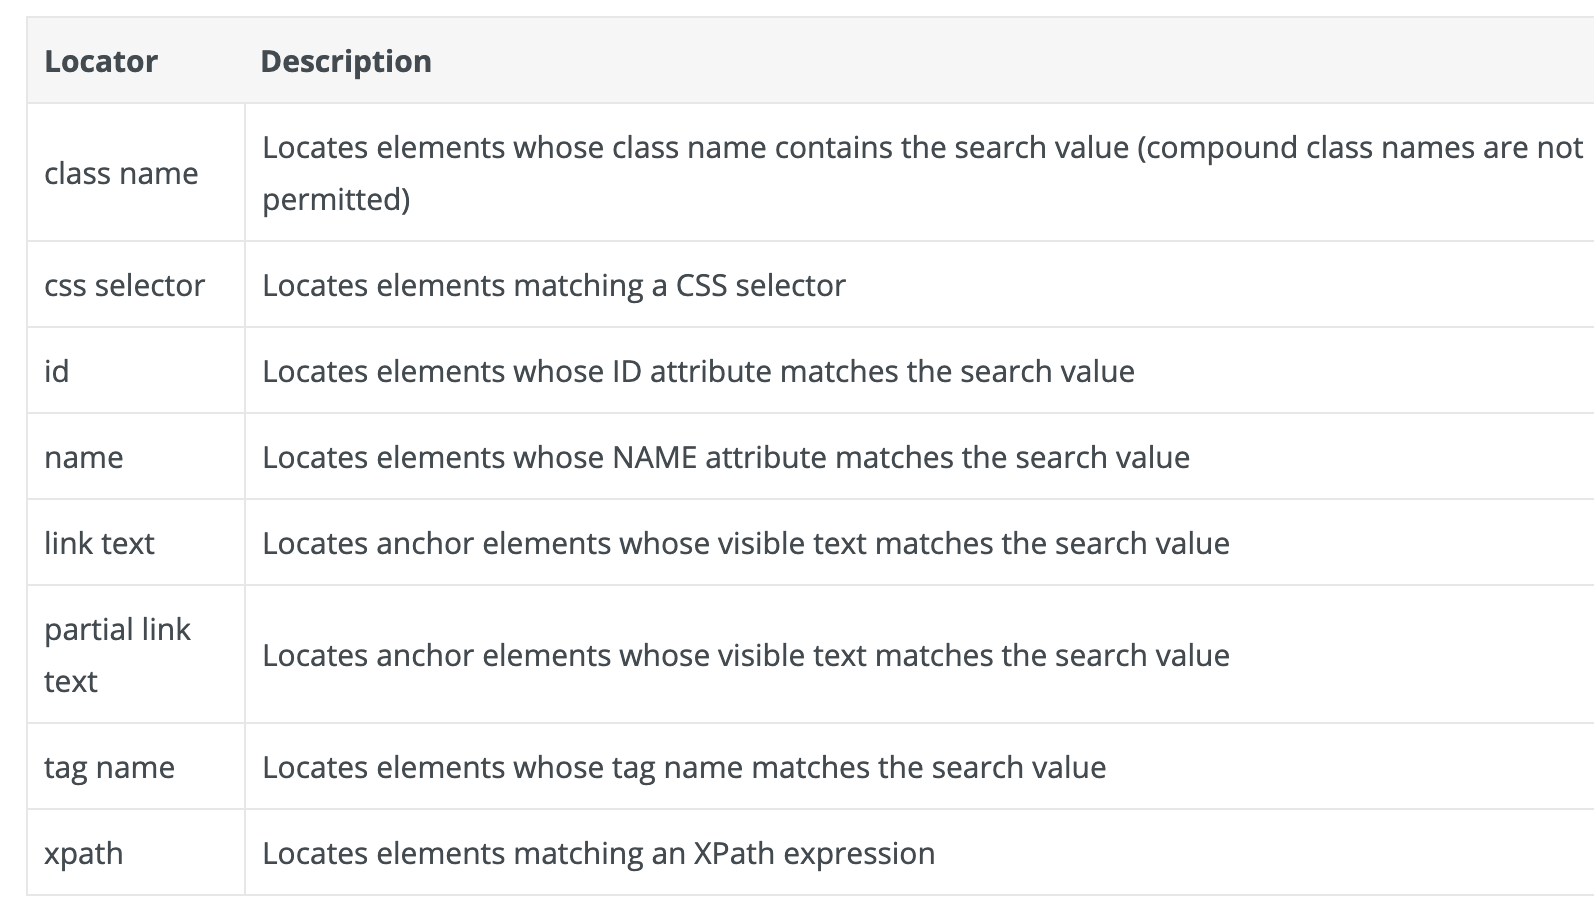 Locator Description
class name Locates elements whose class name contains the search value (compound class names are not
permitted)
css selector Locates elements matching a CSS selector
id Locates elements whose ID attribute matches the search value
name Locates elements whose NAME attribute matches the search value
link text Locates anchor elements whose visible text matches the search value
partial link
text Locates anchor elements whose visible text matches the search value
tag name Locates elements whose tag name matches the search value
xpath Locates elements matching an XPath expression